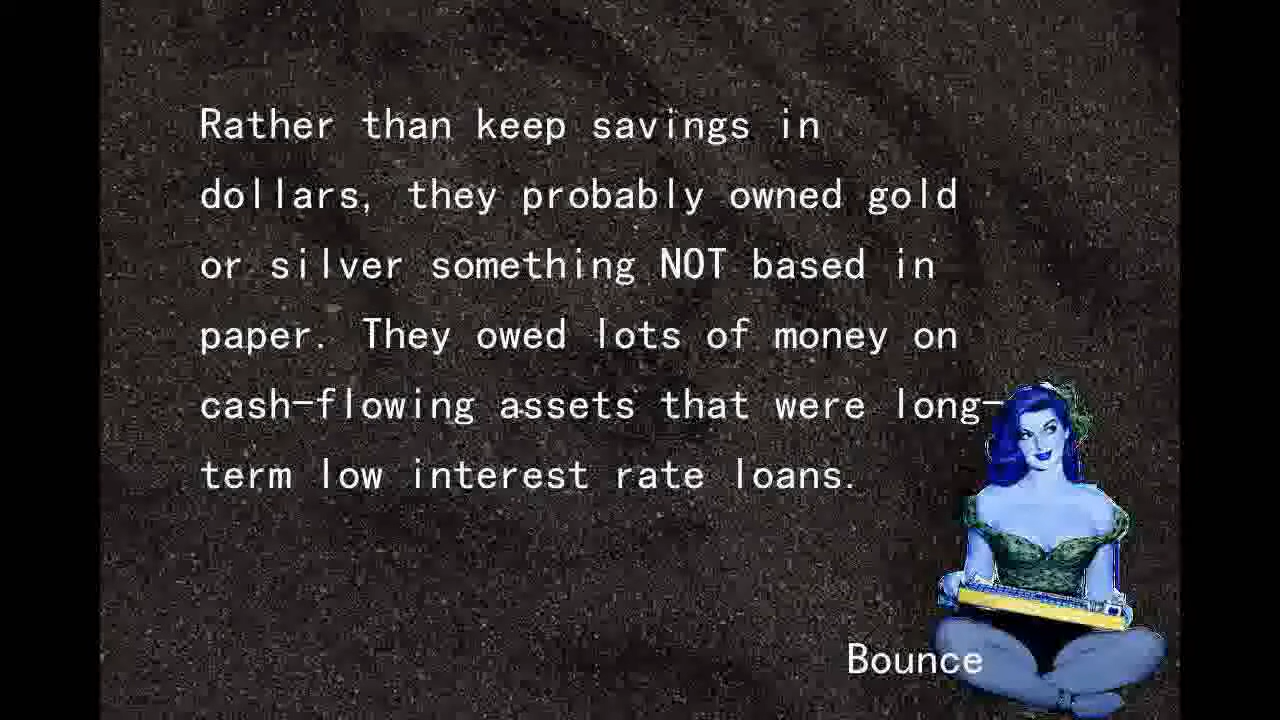 Rather than keep savings in
dollars, they probably owned gold
or silver something NOT based in
paper. They owed lots of money on
cash-flowing assets that were long-
term low interest rate loans.
Bounce